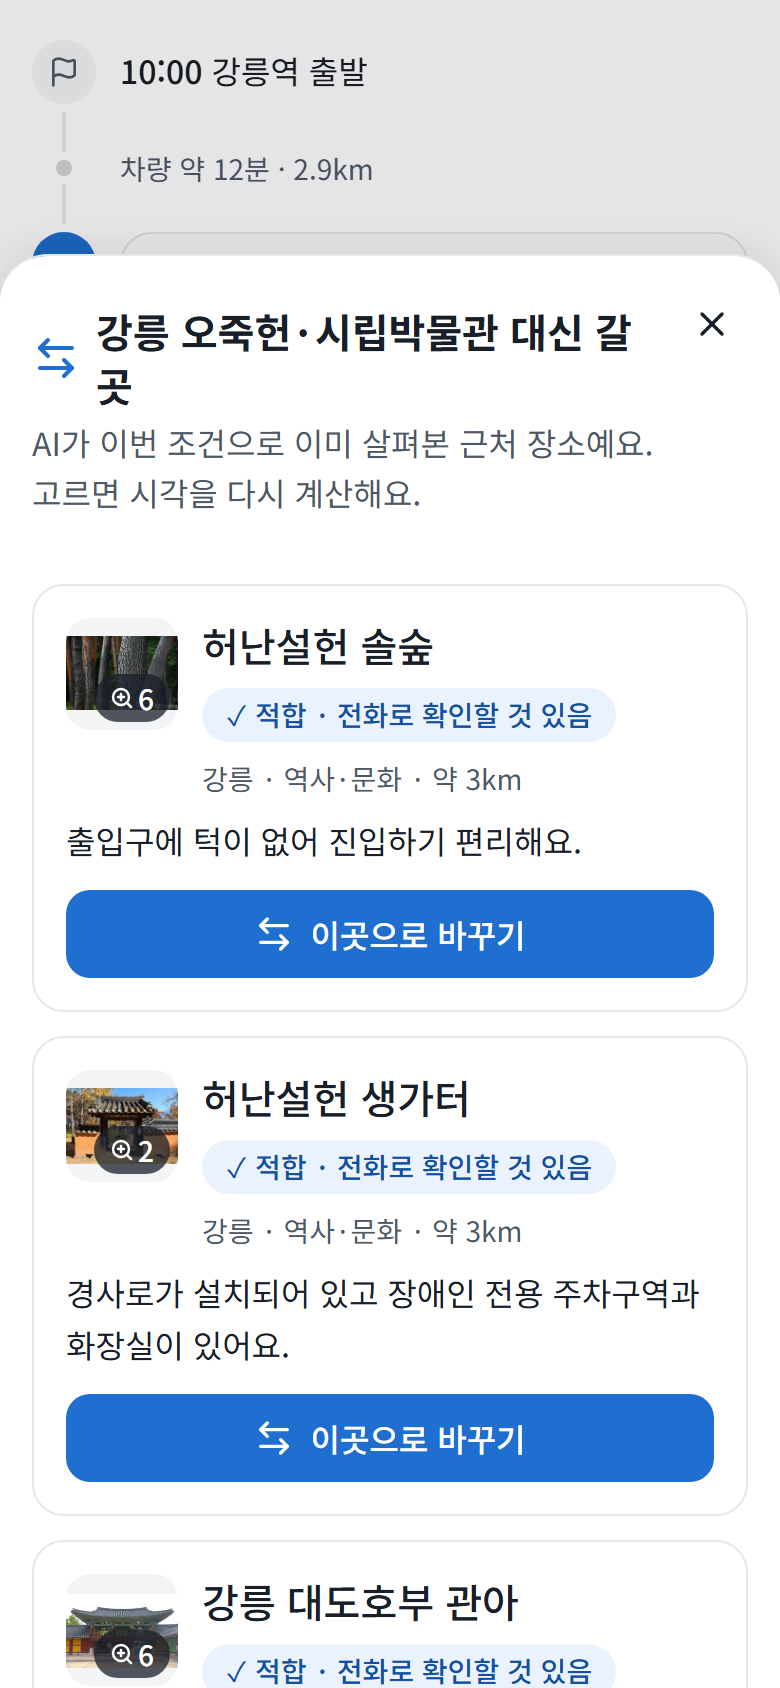 10:00 강릉역 출발
차량 약 12분 · 2.9km
강릉 오죽헌·시립박물관 대신 갈
곳
AI가 이번 조건으로 이미 살펴본 근처 장소예요.
고르면 시각을 다시 계산해요.
허난설헌 솔숲
6
✓ 적합 · 전화로 확인할 것 있음
강릉 · 역사·문화 · 약 3km
출입구에 턱이 없어 진입하기 편리해요.
이곳으로 바꾸기
허난설헌 생가터
2
✓ 적합 · 전화로 확인할 것 있음
강릉 · 역사·문화 · 약 3km
경사로가 설치되어 있고 장애인 전용 주차구역과
화장실이 있어요.
이곳으로 바꾸기
강릉 대도호부 관아
6
✓ 적합 · 전화로 확인할 것 있음